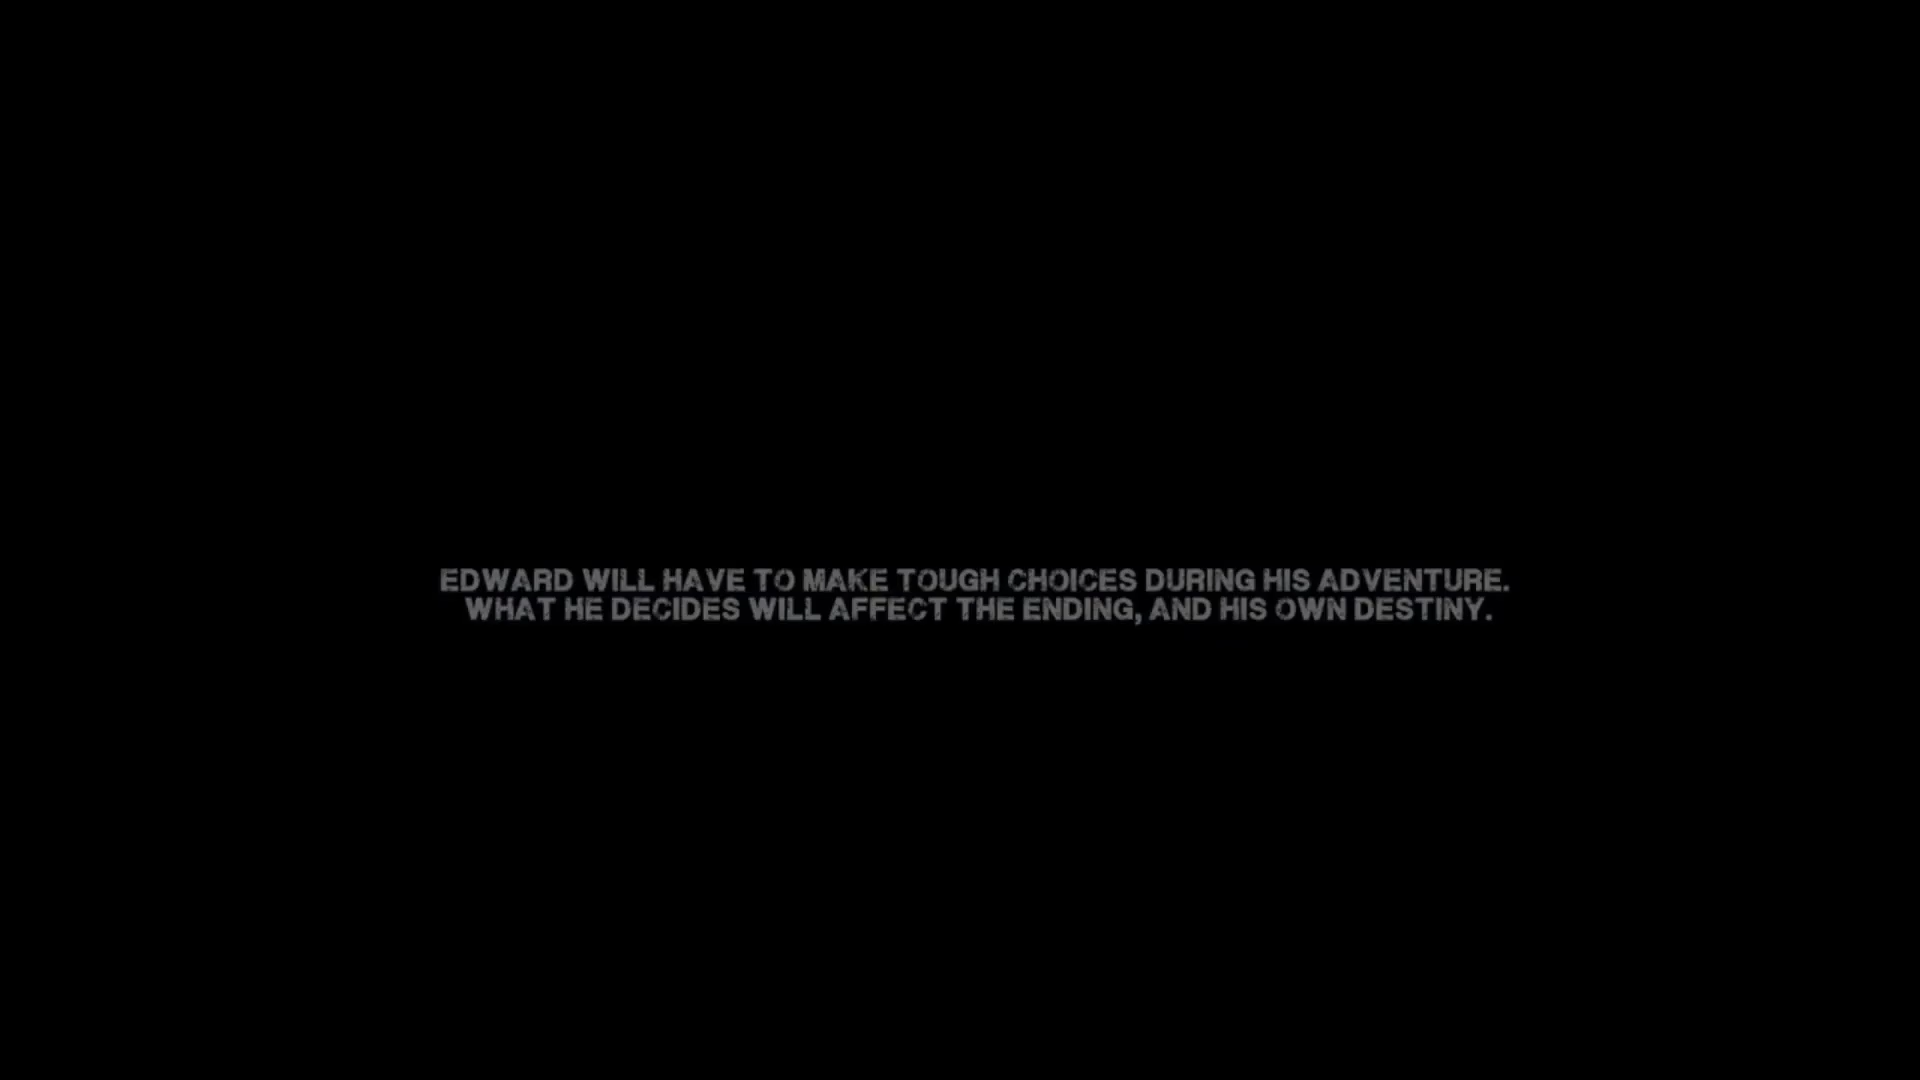 EDWARD WILL HAVE TO MAKE TOUGH CHOICES DURING HIS ADVENTURE.
WHAT HE DECIDES WILL AFFECT THE ENDING, AND HIS OWN DESTINY.